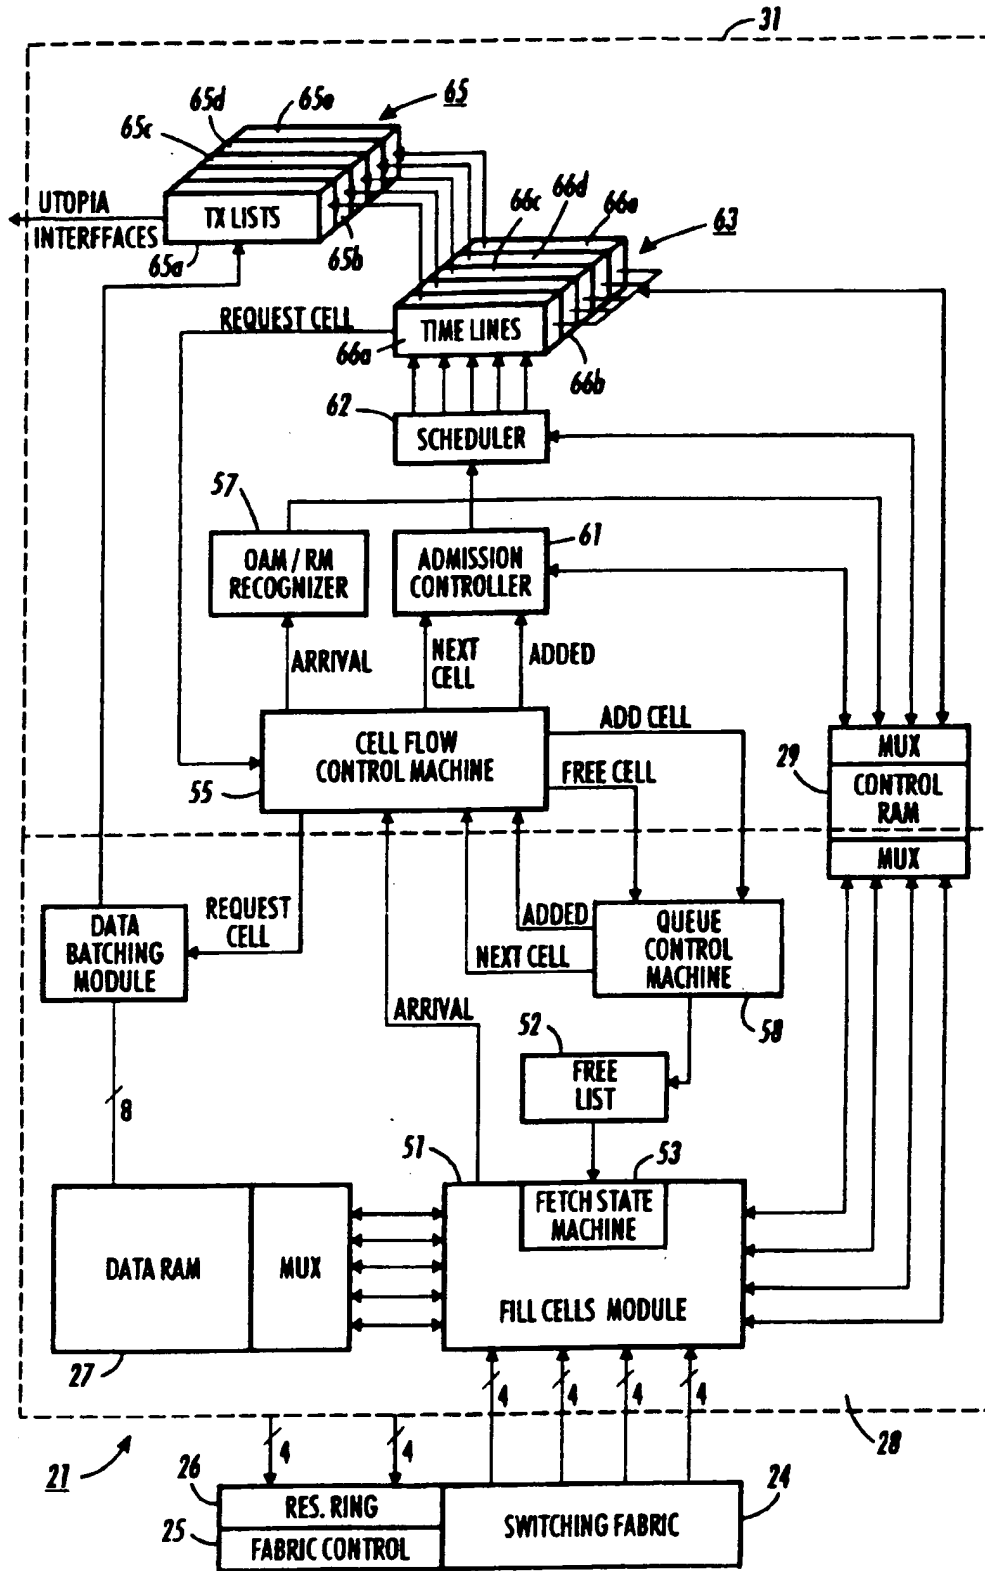 31
65
65e
65d
65c
UTOPIA
INTERFFACES
TX LISTS
65a
65b
66e
66d
66c
63
REQUEST CELL
TIME LINES
66a
66b
62
SCHEDULER
57
OAM / RM
RECOGNIZER
ADMISSION
CONTROLLER
61
ARRIVAL
NEXT
CELL
ADDED
CELL FLOW
CONTROL MACHINE
55
ADD CELL
FREE CELL
29
MUX
CONTROL
RAM
MUX
DATA
BATCHING
MODULE
REQUEST
CELL
ADDED
NEXT CELL
QUEUE
CONTROL
MACHINE
58
ARRIVAL
52
FREE
LIST
8
51
53
FETCH STATE
MACHINE
DATA RAM
MUX
FILL CELLS MODULE
27
4
4
4
4
28
21
4
4
26
RES. RING
25
FABRIC CONTROL
SWITCHING FABRIC
24